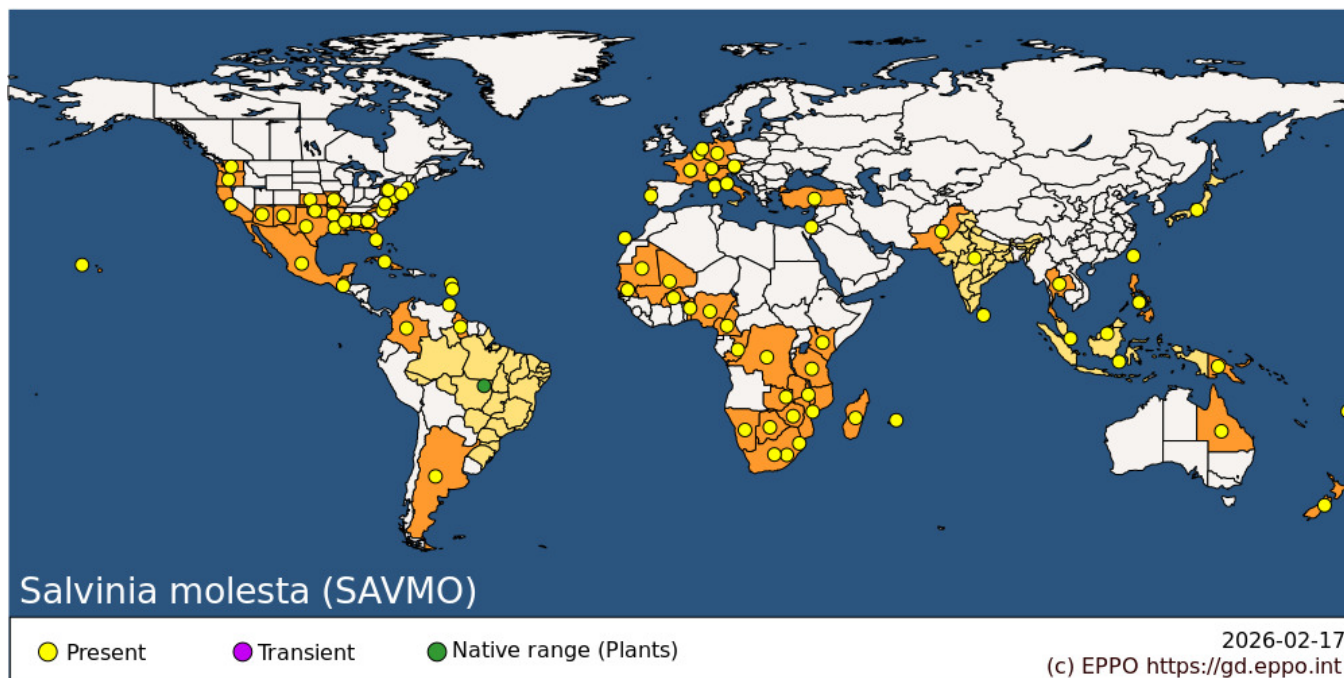 Salvinia molesta (SAVMO)
Present
Transient
Native range (Plants)
2026-02-17
(c) EPPO https://gd.eppo.int